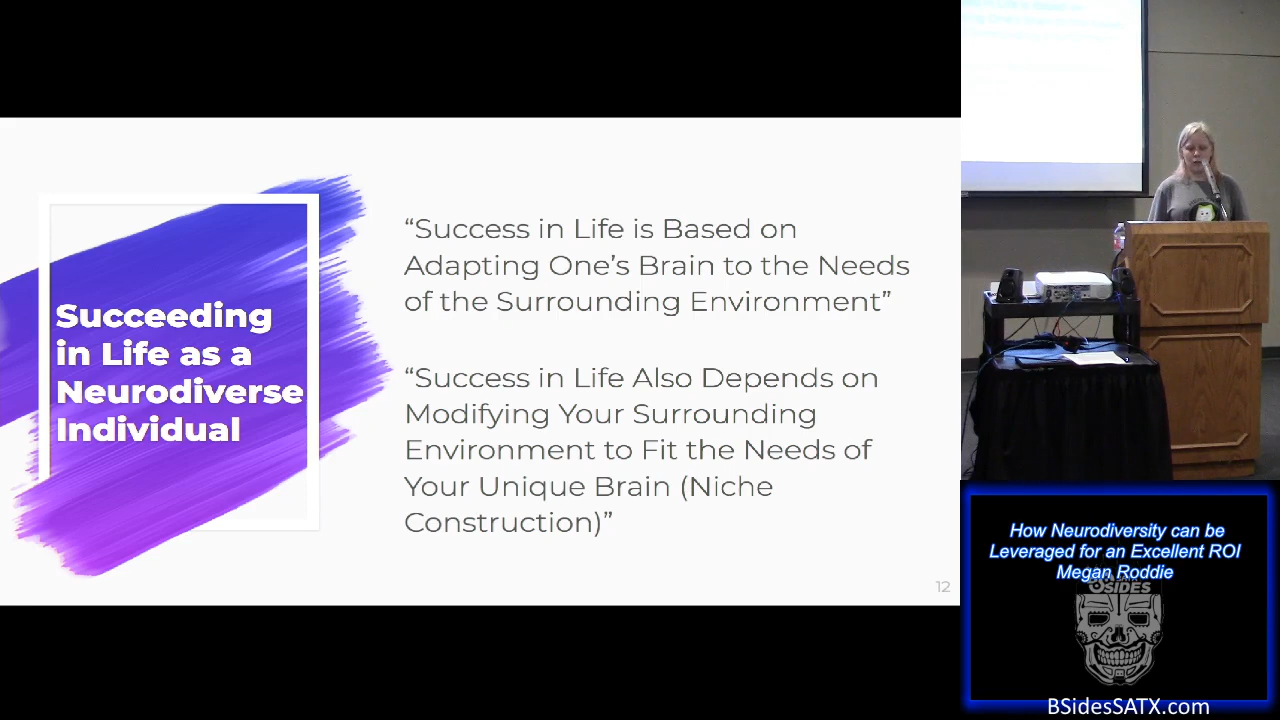 Succeeding
in Life as a
Neurodiverse
Individual
“Success in Life is Based on
Adapting One’s Brain to the Needs
of the Surrounding Environment”
“Success in Life Also Depends on
Modifying Your Surrounding
Environment to Fit the Needs of
Your Unique Brain (Niche
Construction)”
12
How Neurodiversity can be
Leveraged for an Excellent ROI
Megan Roddie
BSIDES
BSidesSATX.com